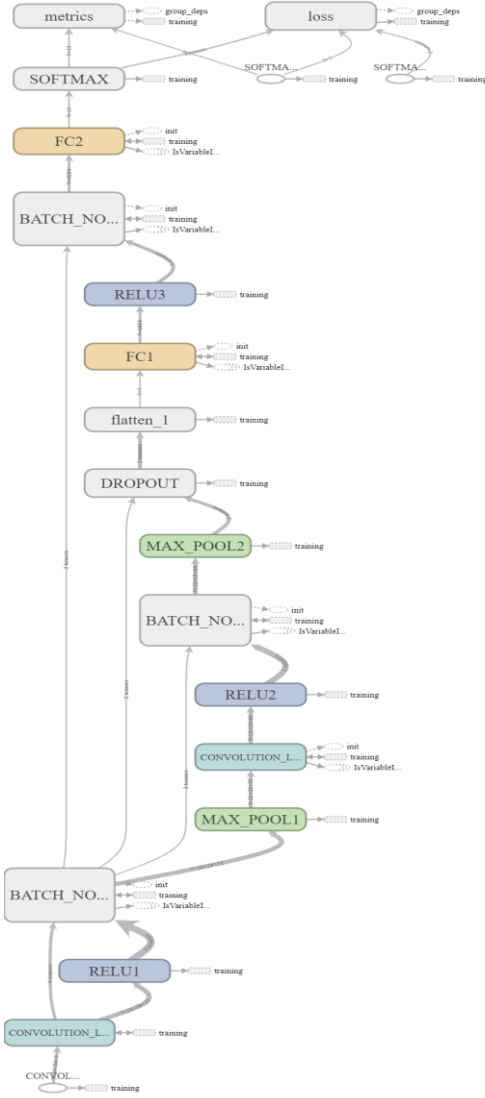 metrics
group_deps
training
loss
group_deps
training
SOFTMAX
training
SOFTMA...
training
SOFTMA...
training
FC2
init
training
IsVariableI...
BATCH_NO...
init
training
IsVariableI...
RELU3
training
FC1
init
training
IsVariableI...
flatten_1
training
DROPOUT
training
MAX_POOL2
training
BATCH_NO...
init
training
IsVariableI...
RELU2
training
CONVOLUTION_L...
init
training
IsVariableI...
MAX_POOL1
training
BATCH_NO...
init
training
IsVariableI...
RELU1
training
CONVOLUTION_L...
training
CONVOL...
training